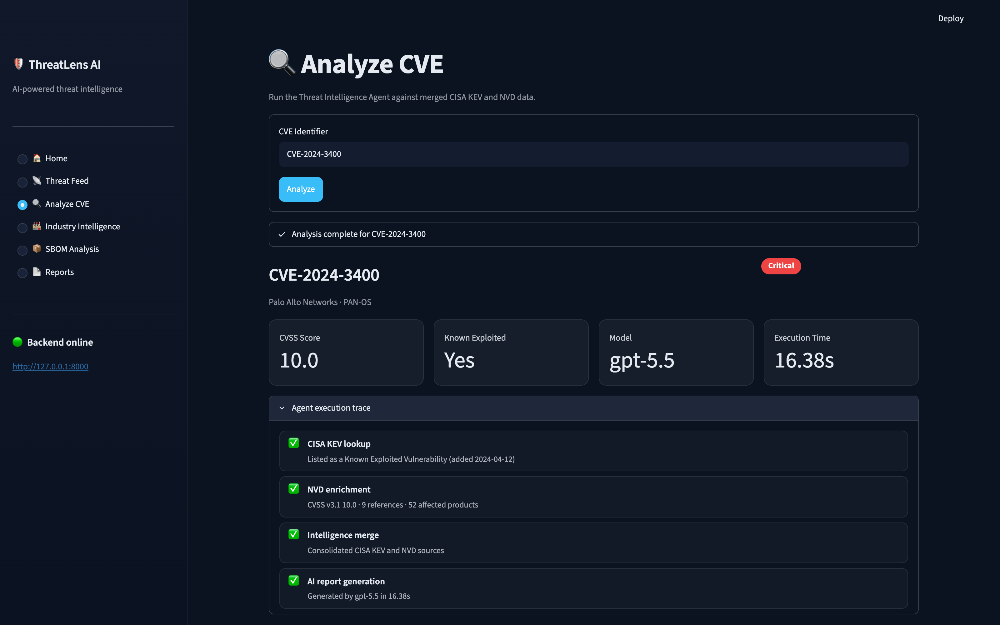 Deploy
ThreatLens AI
AI-powered threat intelligence
Home
Threat Feed
Analyze CVE
Industry Intelligence
SBOM Analysis
Reports
Backend online
http://127.0.0.1:8000
Analyze CVE
Run the Threat Intelligence Agent against merged CISA KEV and NVD data.
CVE Identifier
CVE-2024-3400
Analyze
Analysis complete for CVE-2024-3400
CVE-2024-3400
Critical
Palo Alto Networks · PAN-OS
CVSS Score
10.0
Known Exploited
Yes
Model
gpt-5.5
Execution Time
16.38s
Agent execution trace
CISA KEV lookup
Listed as a Known Exploited Vulnerability (added 2024-04-12)
NVD enrichment
CVSS v3.1 10.0 · 9 references · 52 affected products
Intelligence merge
Consolidated CISA KEV and NVD sources
AI report generation
Generated by gpt-5.5 in 16.38s